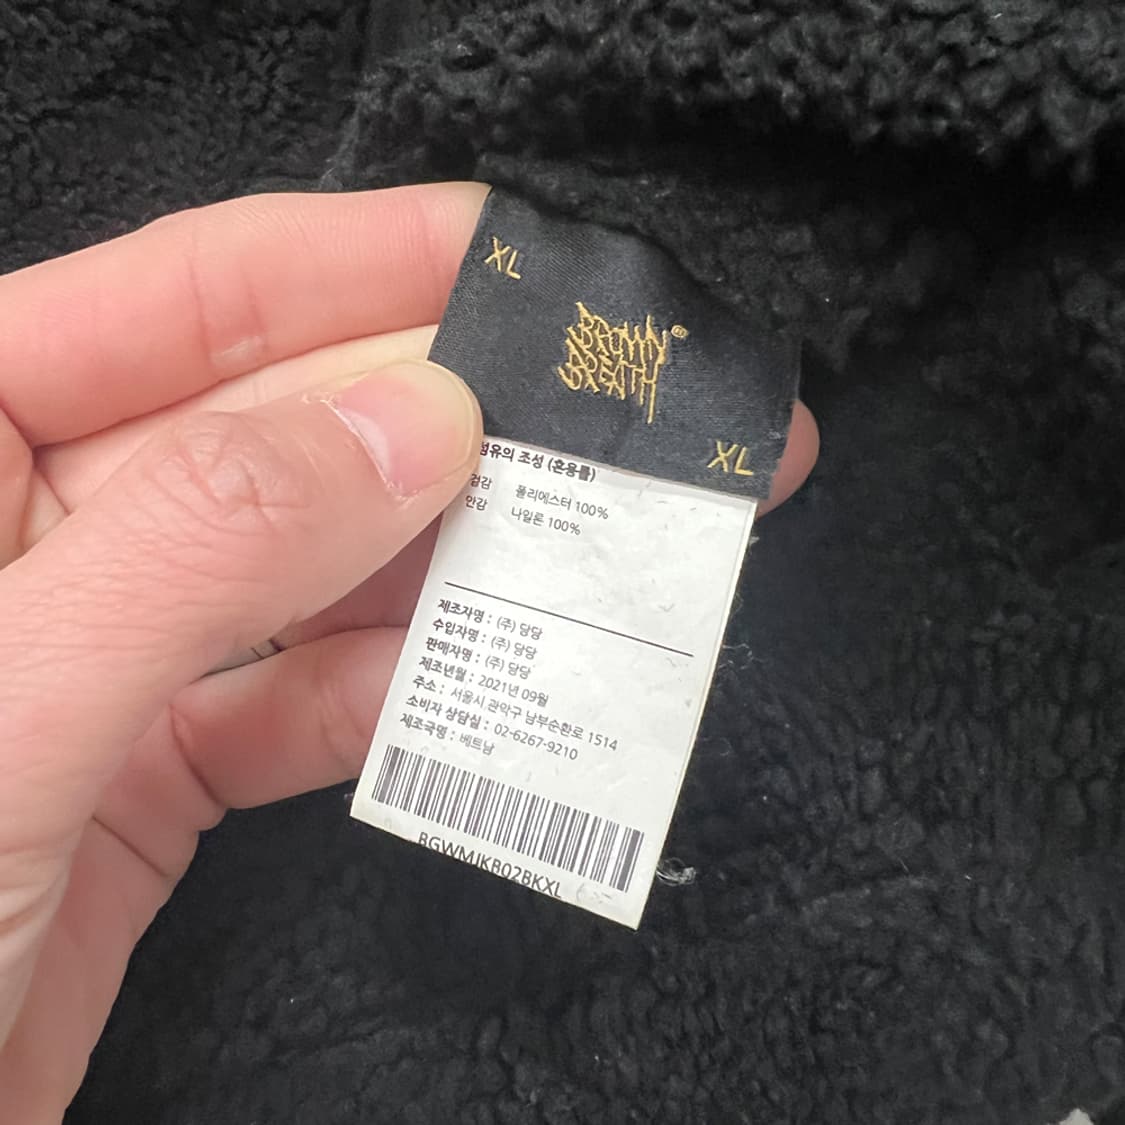 XL
BROWN
BREATH
®
XL
섬유의 조성 (혼용률)
겉감 폴리에스터 100%
안감 나일론 100%
제조자명 : (주) 당당
수입자명 : (주) 당당
판매자명 : (주) 당당
제조년월 : 2021년 09월
주소 : 서울시 관악구 남부순환로 1514
소비자 상담실 : 02-6267-9210
제조국명 : 베트남
BGWMJKB02BKXL